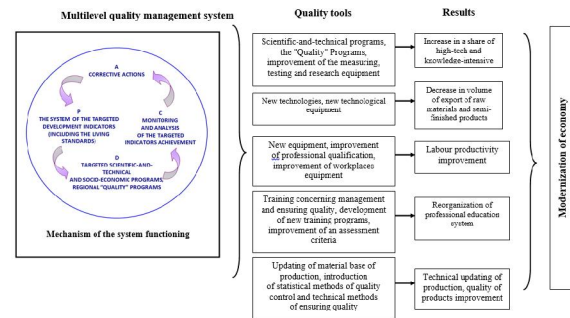 Multilevel quality management system
Quality tools
Results
A
CORRECTIVE ACTIONS
P
THE SYSTEM OF THE TARGETED
DEVELOPMENT INDICATORS
(INCLUDING THE LIVING
STANDARDS)
C
MONITORING
AND ANALYSIS
OF THE TARGETED
INDICATORS ACHIEVEMENT
D
TARGETED SCIENTIFIC-AND-
TECHNICAL
AND SOCIO-ECONOMIC PROGRAMS,
REGIONAL "QUALITY" PROGRAMS
Mechanism of the system functioning
Scientific-and-technical programs,
the "Quality" Programs,
improvement of the measuring,
testing and research equipment
Increase in a share of
high-tech and
knowledge-intensive
New technologies, new technological
equipment
Decrease in volume
of export of raw
materials and semi-
finished products
New equipment, improvement
of professional qualification,
improvement of workplaces
equipment
Labour productivity
improvement
Training concerning management
and ensuring quality, development
of new training programs,
improvement of an assessment
criteria
Reorganization of
professional education
system
Updating of material base of
production, introduction
of statistical methods of quality
control and technical methods
of ensuring quality
Technical updating of
production, quality of
products improvement
Modernization of economy